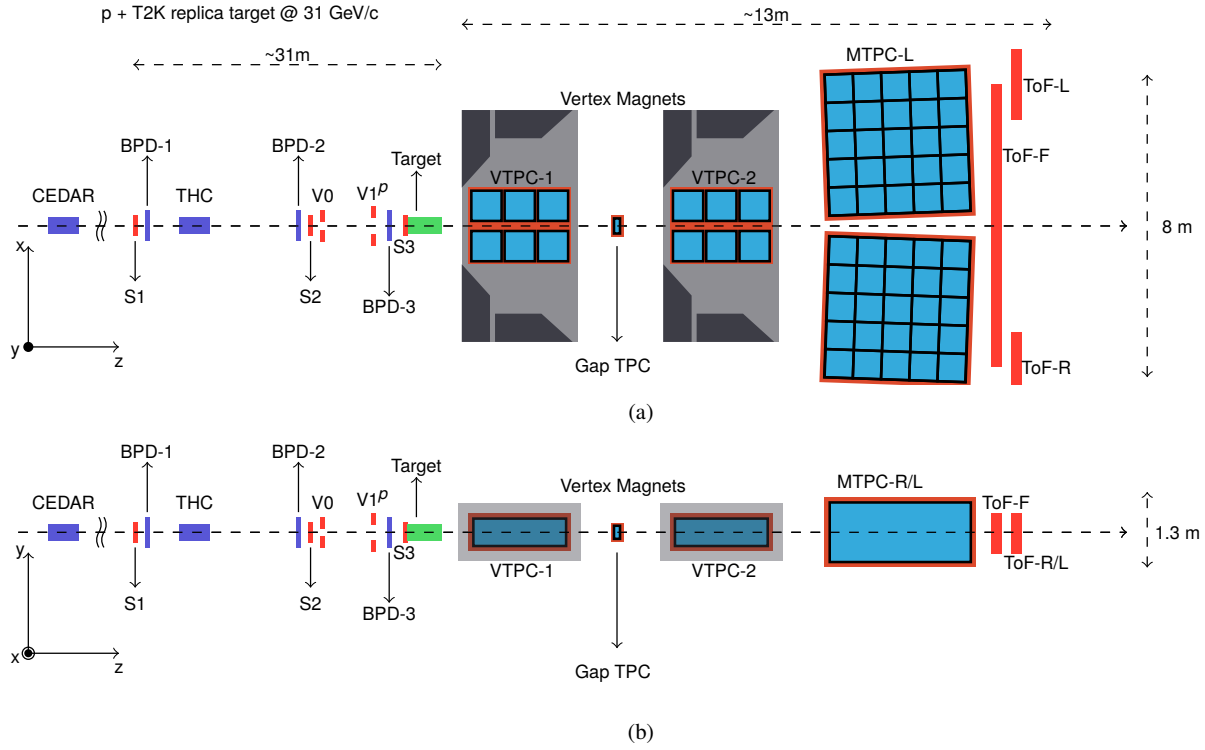 p + T2K replica target @ 31 GeV/c
~13m
~31m
MTPC-L
ToF-L
Vertex Magnets
BPD-1
BPD-2
Target
ToF-F
CEDAR
THC
V0
V1p
VTPC-1
VTPC-2
x
S3
8 m
S1
S2
BPD-3
y
z
Gap TPC
ToF-R
(a)
BPD-1
BPD-2
Target
MTPC-R/L
CEDAR
THC
V0
V1p
Vertex Magnets
ToF-F
y
S3
1.3 m
VTPC-1
VTPC-2
ToF-R/L
S1
S2
BPD-3
x
z
Gap TPC
(b)